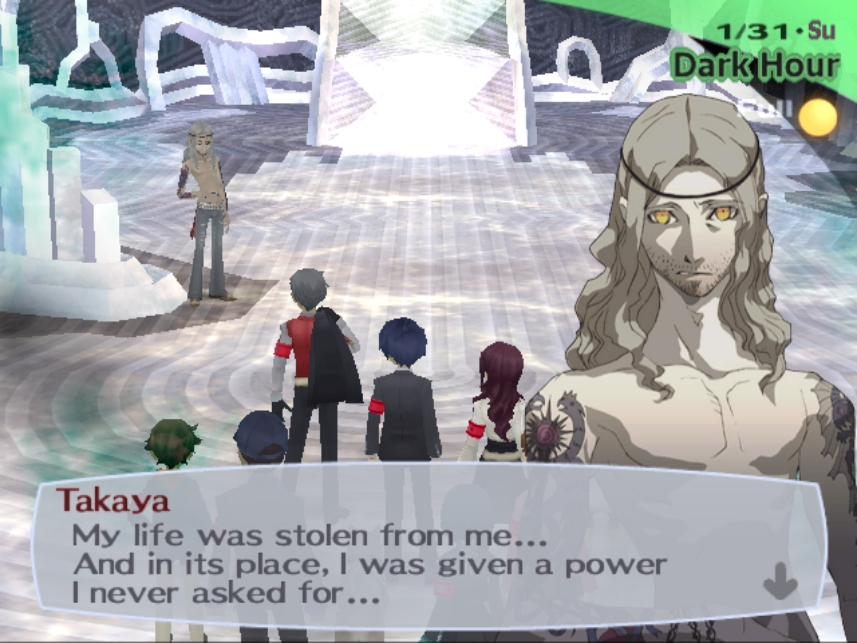 1/31・Su
Dark Hour
Full
Takaya
My life was stolen from me...
And in its place, I was given a power
I never asked for...